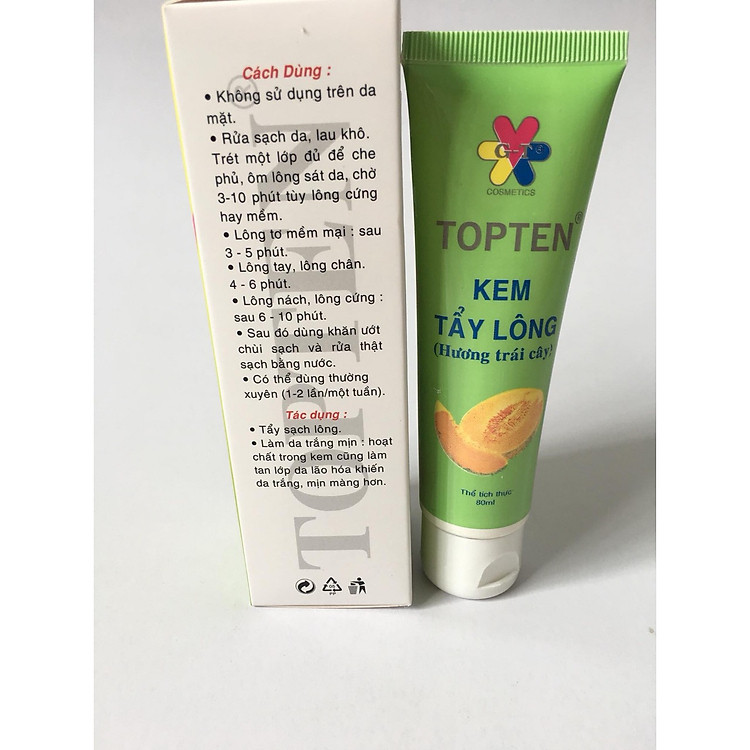 Cách Dùng :
• Không sử dụng trên da
mặt.
• Rửa sạch da, lau khô.
Trét một lớp đủ để che
phủ, ôm lông sát da, chờ
3-10 phút tùy lông cứng
hay mềm.
• Lông tơ mềm mại : sau
3 - 5 phút.
• Lông tay, lông chân.
4 - 6 phút.
• Lông nách, lông cứng :
sau 6 - 10 phút.
• Sau đó dùng khăn ướt
chùi sạch và rửa thật
sạch bằng nước.
• Có thể dùng thường
xuyên (1-2 lần/một tuần).
Tác dụng :
• Tẩy sạch lông.
• Làm da trắng mịn : hoạt
chất trong kem cũng làm
tan lớp da lão hóa khiến
da trắng, mịn màng hơn.
05
PP
TOPTEN®
COSMETICS
TOPTEN®
KEM
TẨY LÔNG
(Hương trái cây)
Thể tích thực
80ml